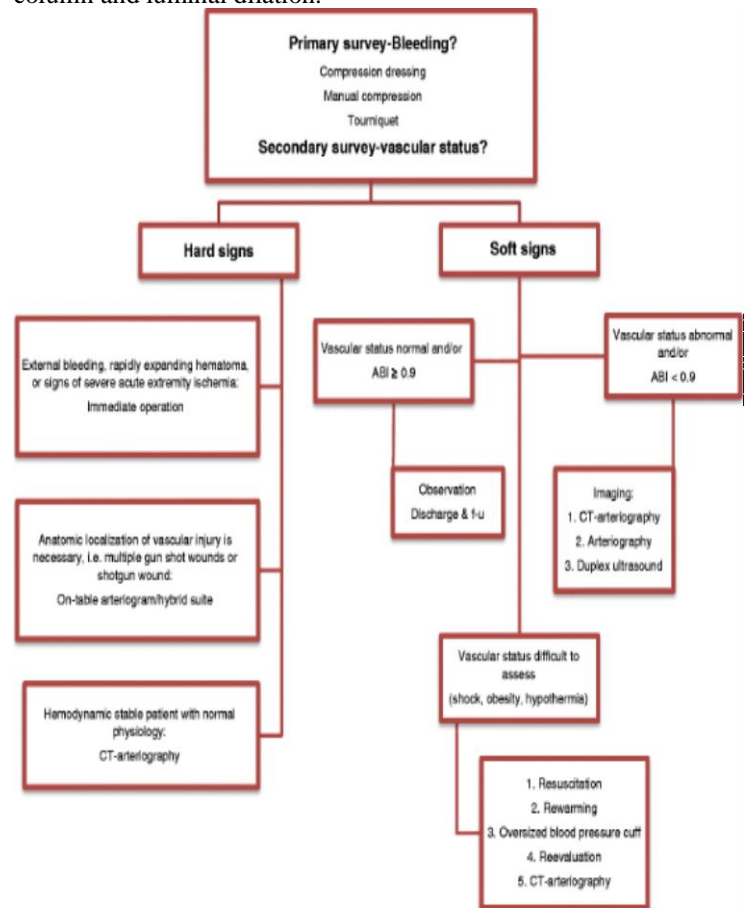 column and luminal dilation.
Primary survey-Bleeding?
Compression dressing
Manual compression
Tourniquet
Secondary survey-vascular status?
Hard signs
External bleeding, rapidly expanding hematoma,
or signs of severe acute extremity ischemia:
Immediate operation
Anatomic localization of vascular injury is
necessary, i.e. multiple gun shot wounds or
shotgun wound:
On-table arteriogram/hybrid suite
Hemodynamic stable patient with normal
physiology:
CT-arteriography
Soft signs
Vascular status normal and/or
ABI ≥ 0.9
Observation
Discharge & f-u
Vascular status abnormal
and/or
ABI < 0.9
Imaging:
1. CT-arteriography
2. Arteriography
3. Duplex ultrasound
Vascular status difficult to
assess
(shock, obesity, hypothermia)
1. Resuscitation
2. Rewarming
3. Oversized blood pressure cuff
4. Reevaluation
5. CT-arteriography